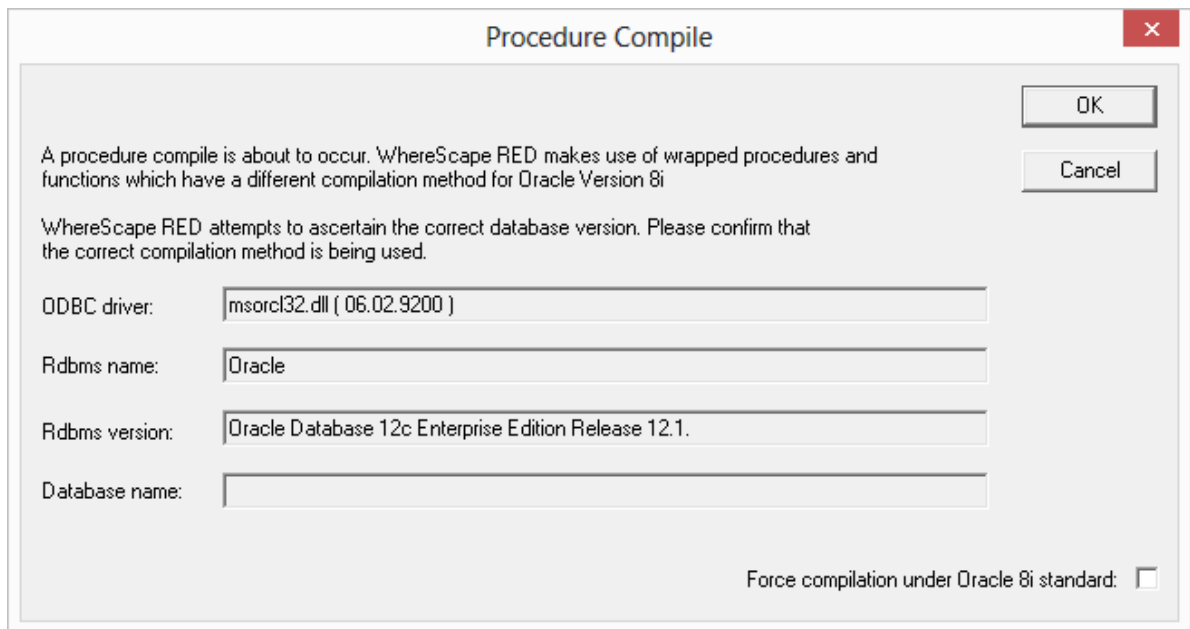 Procedure Compile
OK
A procedure compile is about to occur. WhereScape RED makes use of wrapped procedures and
functions which have a different compilation method for Oracle Version 8i
Cancel
WhereScape RED attempts to ascertain the correct database version. Please confirm that
the correct compilation method is being used.
ODBC driver: msorcl32.dll ( 06.02.9200 )
Rdbms name: Oracle
Rdbms version: Oracle Database 12c Enterprise Edition Release 12.1.
Database name:
Force compilation under Oracle 8i standard: